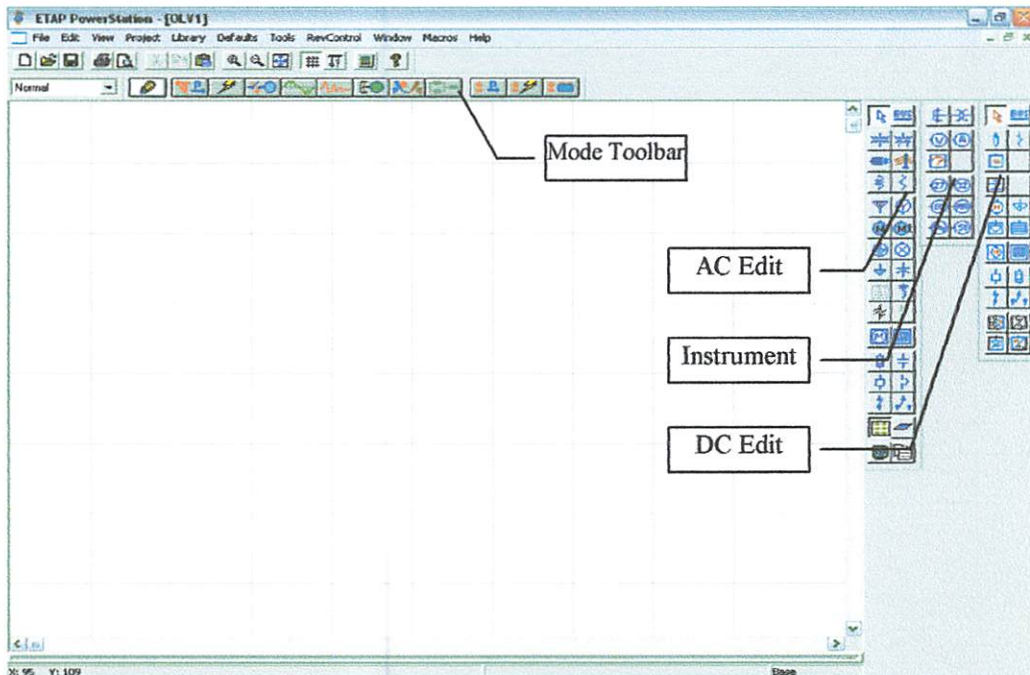 ETAP PowerStation - [OLV1]
File Edit View Project Library Defaults Tools RevControl Window Macros Help
Normal
Mode Toolbar
AC Edit
Instrument
DC Edit
X: 95 Y: 109
Base